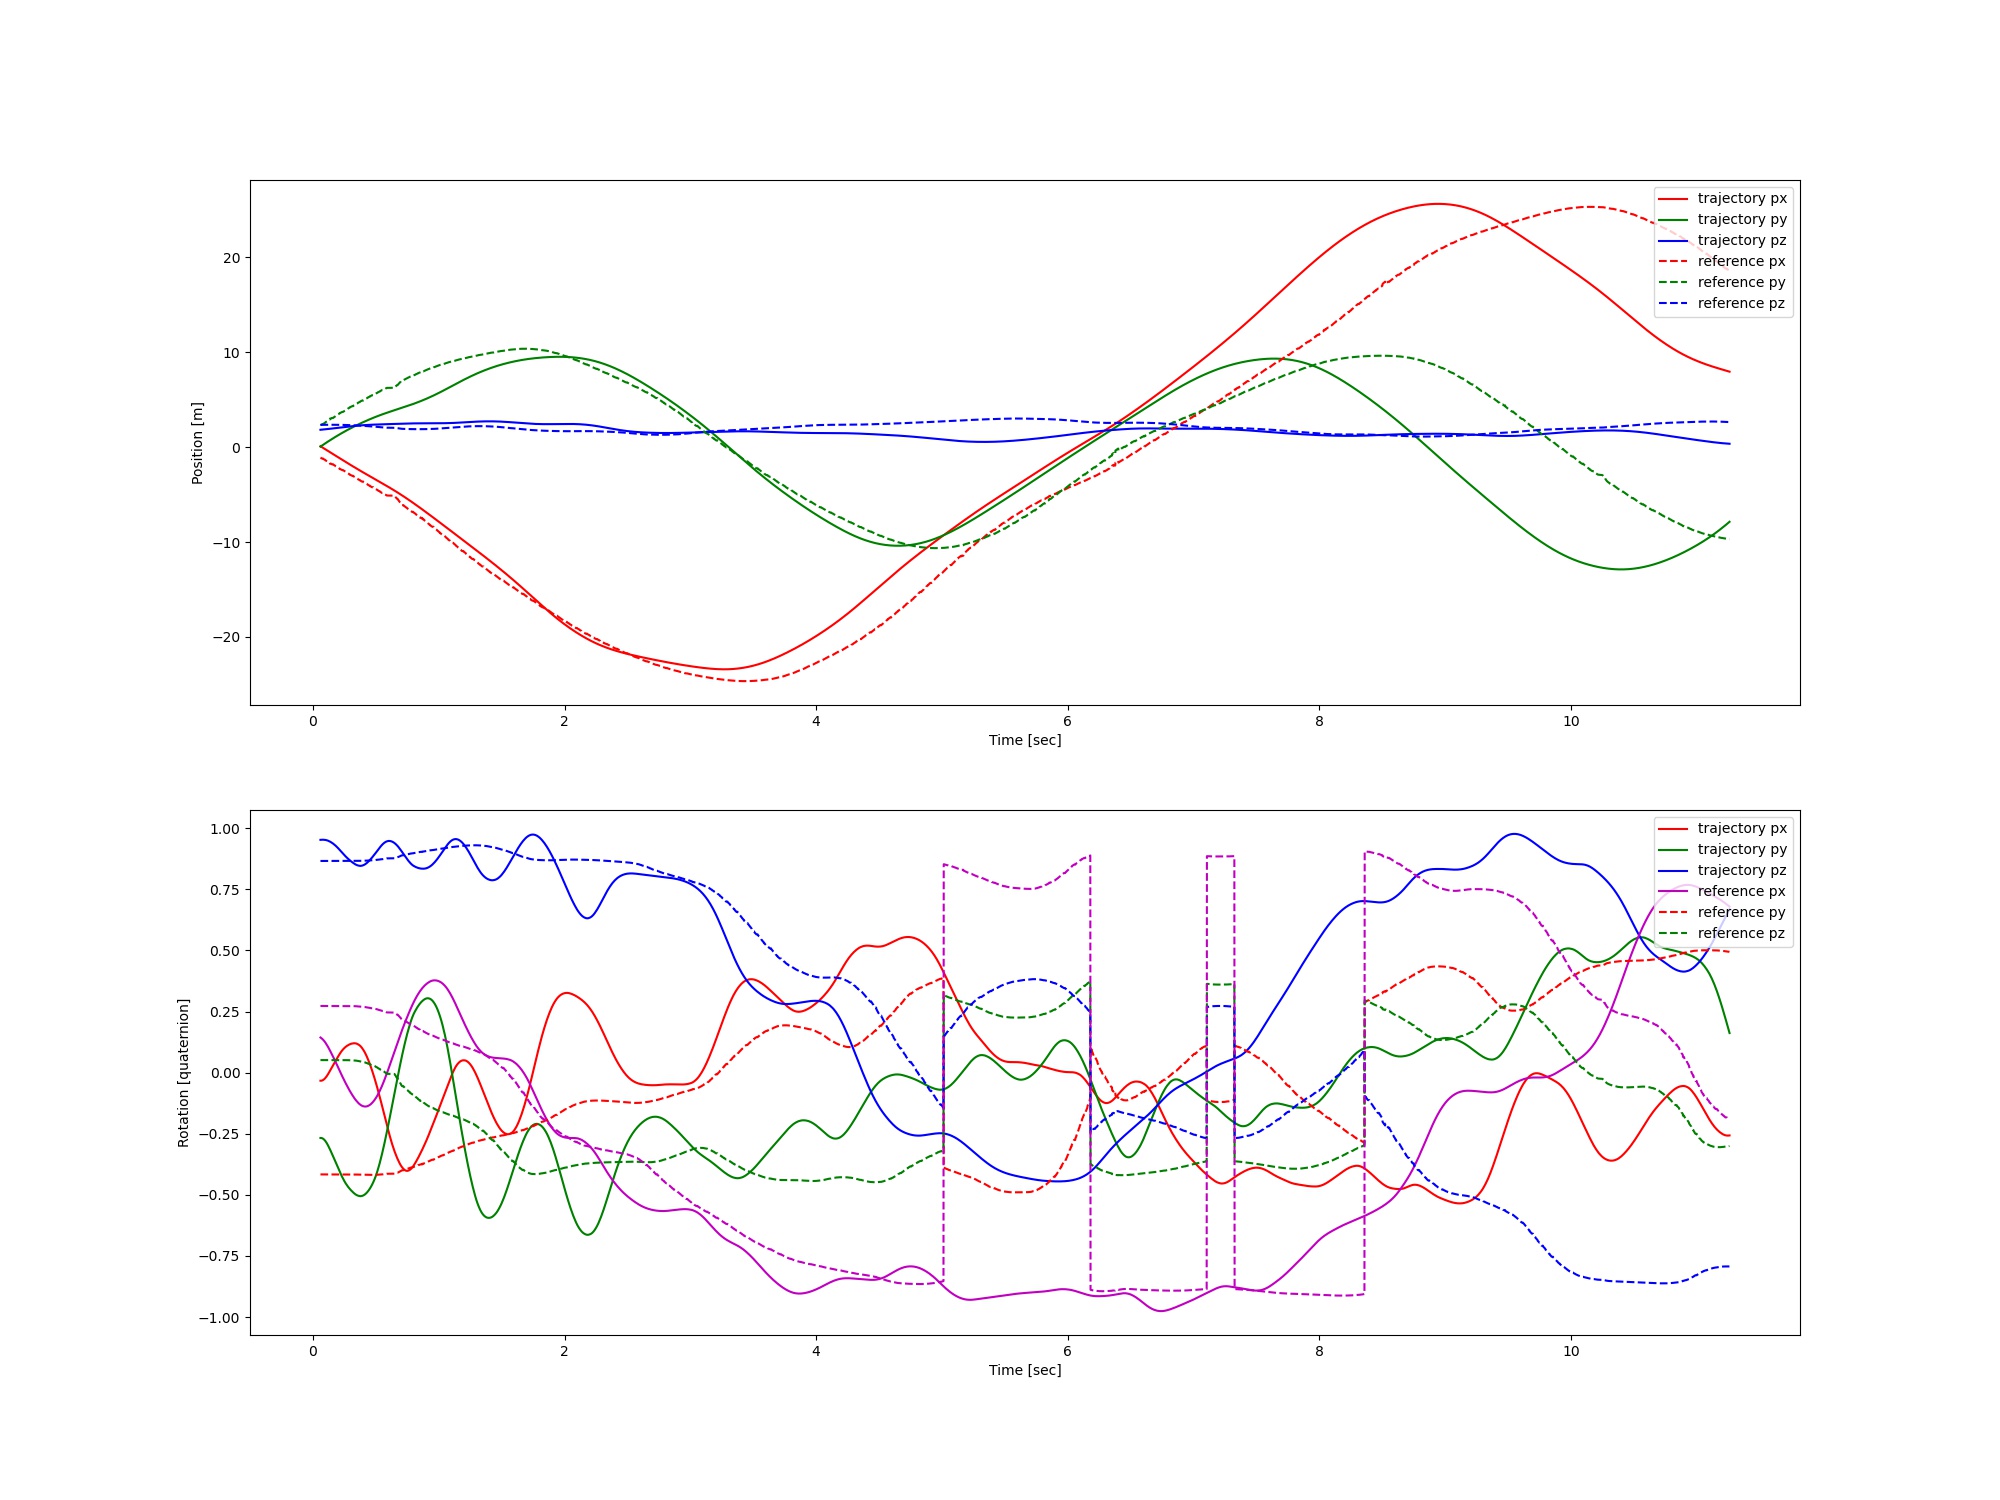 20
10
0
−10
−20
Position [m]
0 2 4 6 8 10
Time [sec]
trajectory px
trajectory py
trajectory pz
reference px
reference py
reference pz
1.00
0.75
0.50
0.25
0.00
−0.25
−0.50
−0.75
−1.00
Rotation [quaternion]
0 2 4 6 8 10
Time [sec]
trajectory px
trajectory py
trajectory pz
reference px
reference py
reference pz